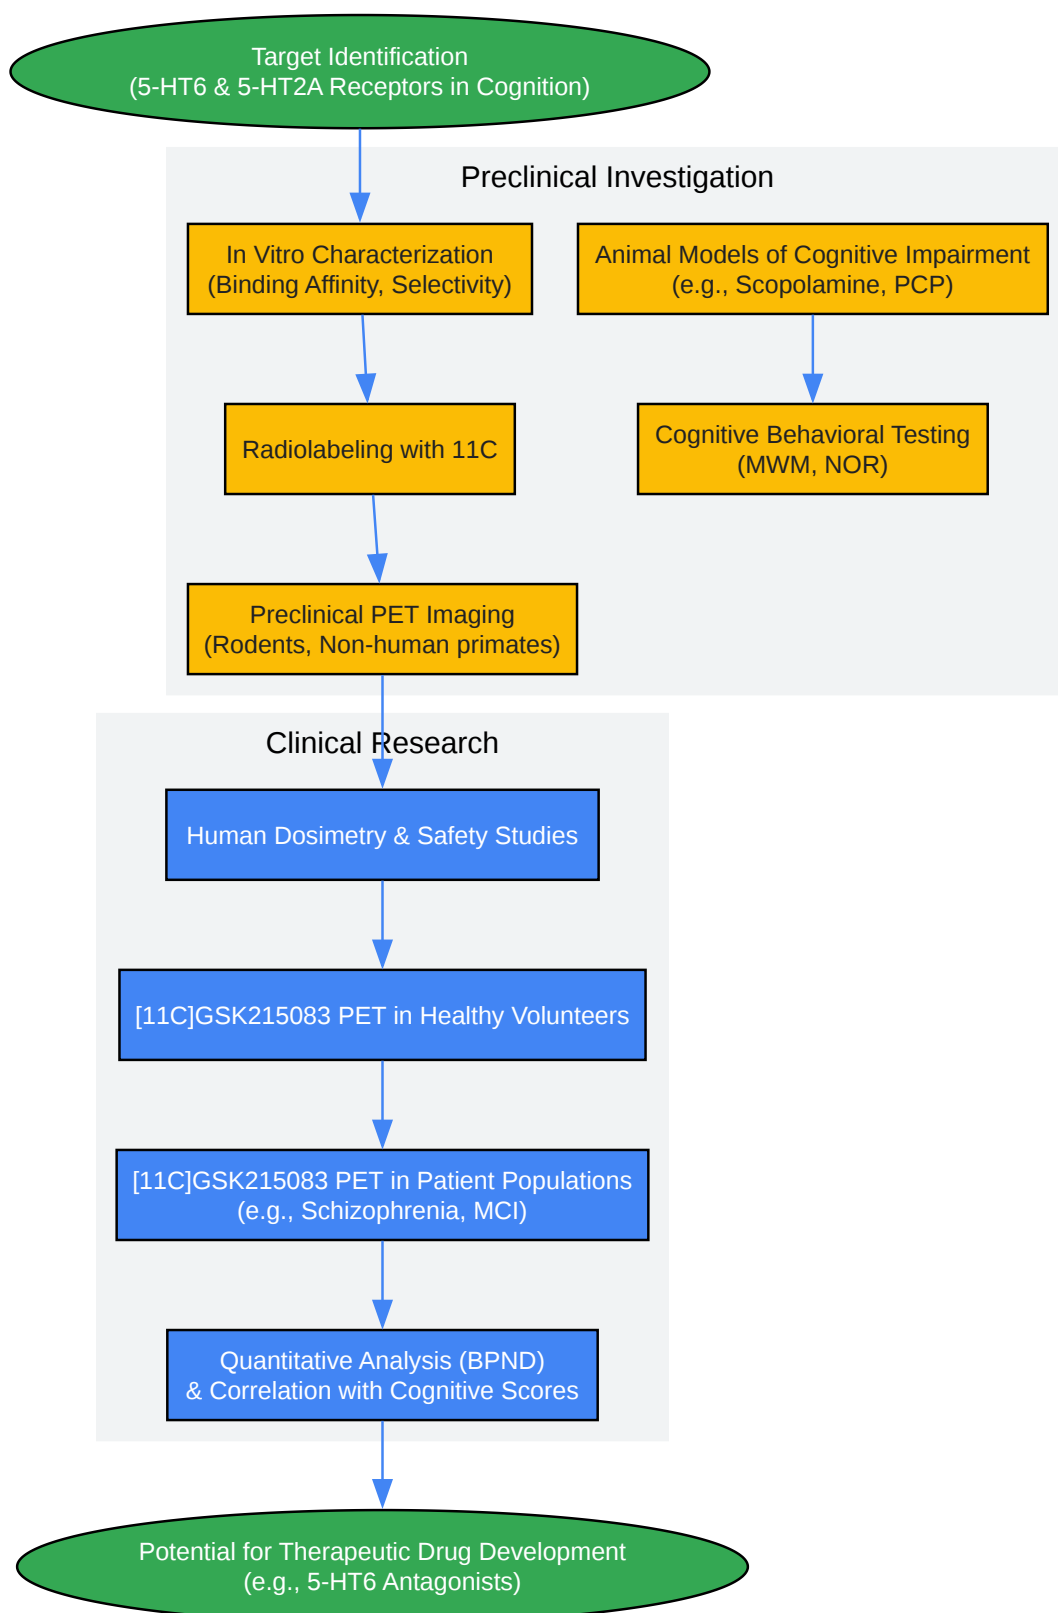 Target Identification
(5-HT6 & 5-HT2A Receptors in Cognition)
Preclinical Investigation
In Vitro Characterization
(Binding Affinity, Selectivity)
Animal Models of Cognitive Impairment
(e.g., Scopolamine, PCP)
Radiolabeling with 11C
Cognitive Behavioral Testing
(MWM, NOR)
Preclinical PET Imaging
(Rodents, Non-human primates)
Clinical Research
Human Dosimetry & Safety Studies
[11C]GSK215083 PET in Healthy Volunteers
[11C]GSK215083 PET in Patient Populations
(e.g., Schizophrenia, MCI)
Quantitative Analysis (BPND)
& Correlation with Cognitive Scores
Potential for Therapeutic Drug Development
(e.g., 5-HT6 Antagonists)